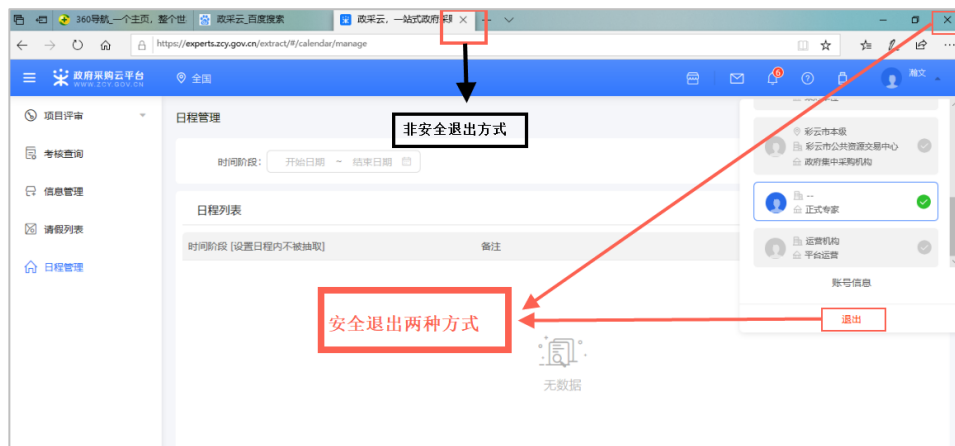 360导航_一个主页，整个世
政采云_百度搜索
政采云，一站式政府采
https://experts.zcy.gov.cn/extract/#/calendar/manage
政府采购云平台
WWW.ZCY.GOV.CN
全国
6
瀚文
项目评审
考核查询
信息管理
请假列表
日程管理
日程管理
非安全退出方式
时间阶段：
开始日期 ~ 结束日期
日程列表
时间阶段 [设置日程内不被抽取]
备注
安全退出两种方式
无数据
彩云市本级
彩云市公共资源交易中心
政府集中采购机构
--
正式专家
运营机构
平台运营
账号信息
退出